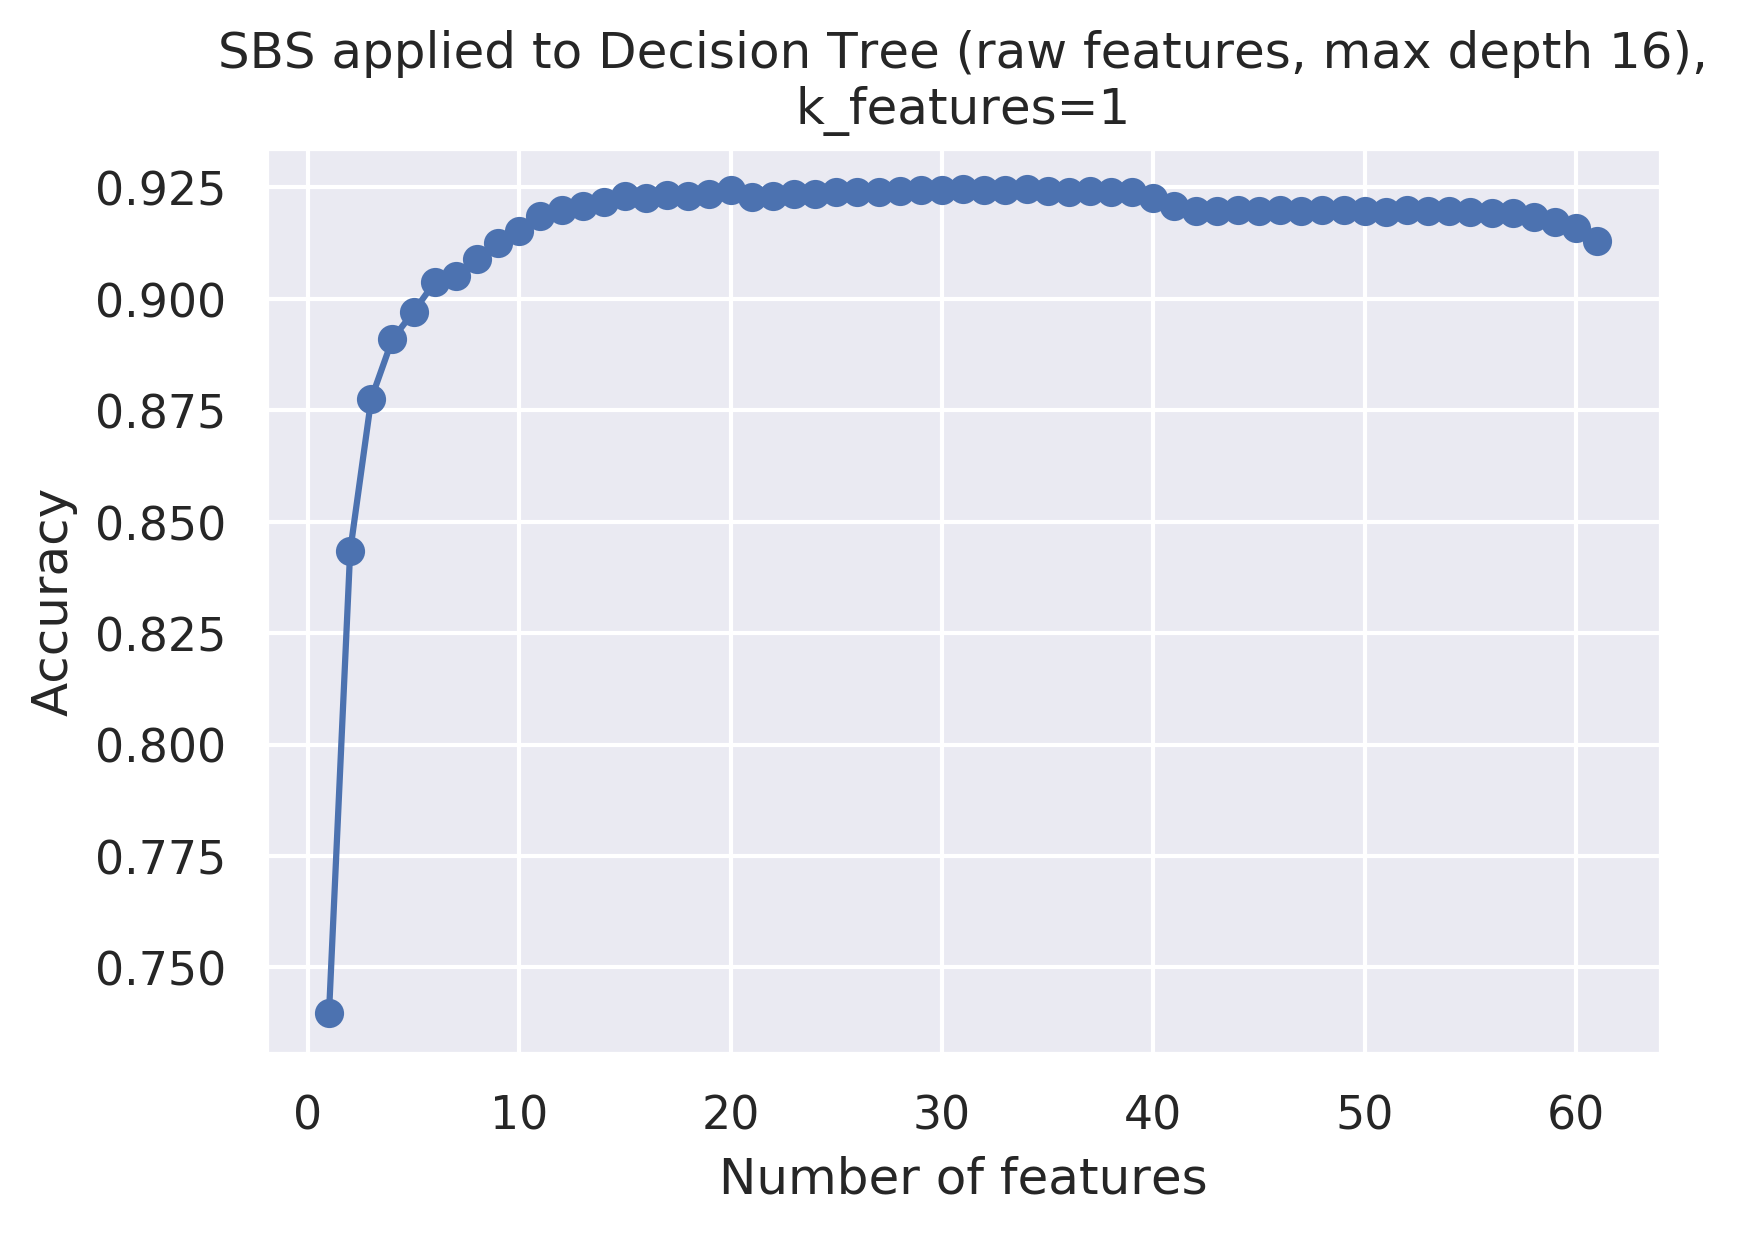 SBS applied to Decision Tree (raw features, max depth 16),
k_features=1
0.925
0.900
0.875
0.850
0.825
0.800
0.775
0.750
Accuracy
0 10 20 30 40 50 60
Number of features